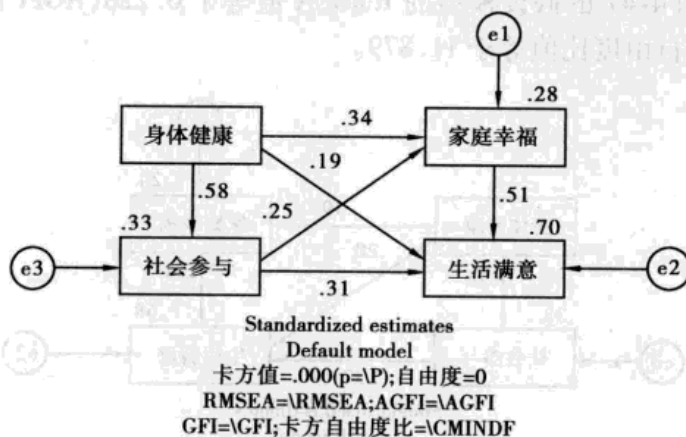 e1
.28
身体健康
.34
家庭幸福
.19
.58
.51
.33
.25
.70
e3
社会参与
生活满意
e2
.31
Standardized estimates
Default model
卡方值=.000(p=\P);自由度=0
RMSEA=\RMSEA;AGFI=\AGFI
GFI=\GFI;卡方自由度比=\CMINDF